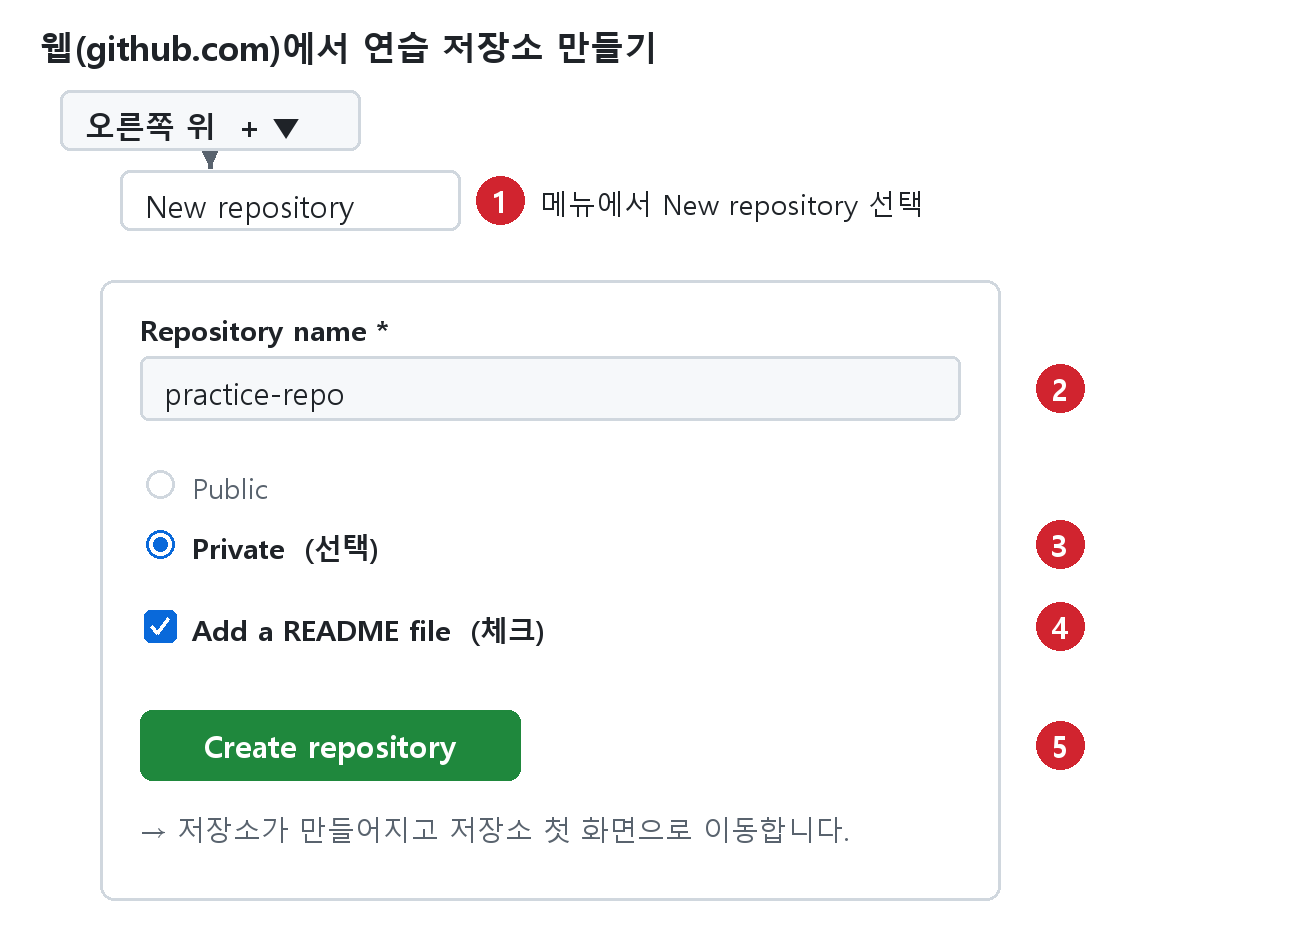 웹(github.com)에서 연습 저장소 만들기
오른쪽 위 + ▼
New repository
1 메뉴에서 New repository 선택
Repository name *
practice-repo
2
Public
Private (선택)
3
Add a README file (체크)
4
Create repository
5
→ 저장소가 만들어지고 저장소 첫 화면으로 이동합니다.